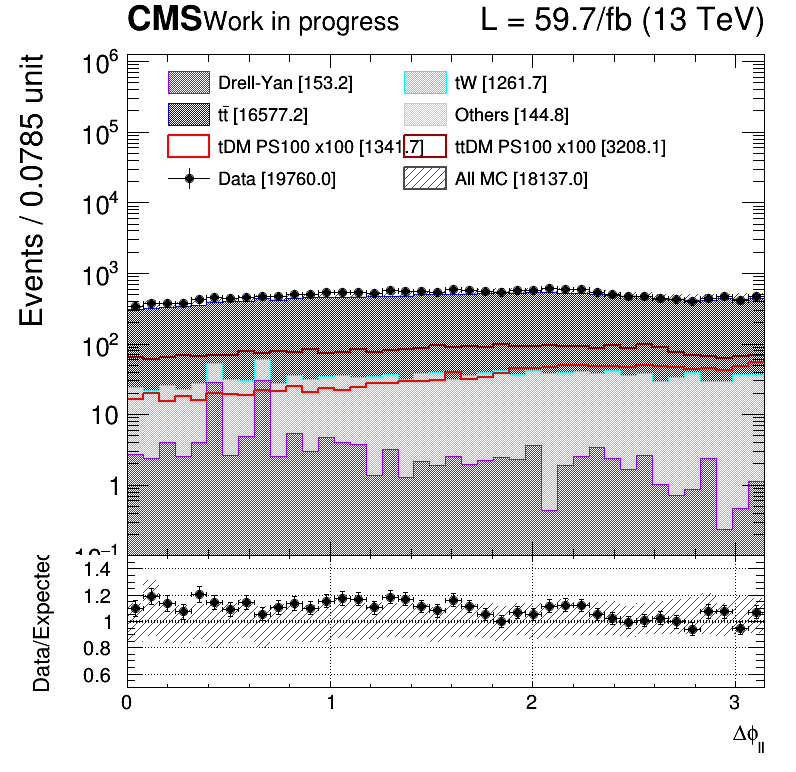 CMS Work in progress L = 59.7/fb (13 TeV)
Events / 0.0785 unit
10⁶
10⁵
10⁴
10³
10²
10
1
10⁻¹
Drell-Yan [153.2] tW [1261.7]
tt̄ [16577.2] Others [144.8]
tDM PS100 x100 [1341.7] ttDM PS100 x100 [3208.1]
Data [19760.0] All MC [18137.0]
Data/Expected
1.4
1.2
1
0.8
0.6
0 1 2 3
Δϕ_ll